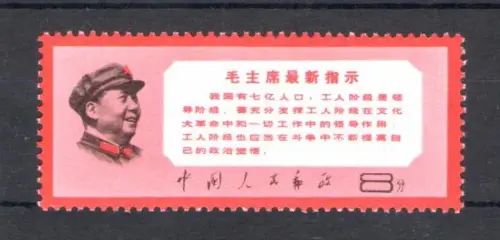 毛主席最新指示
我国有七亿人口，工人阶级是领
导阶级。要充分发挥工人阶级在文化
大革命中和一切工作中的领导作用。
工人阶级也应当在斗争中不断提高自
己的政治觉悟。
中国人民邮政 8分